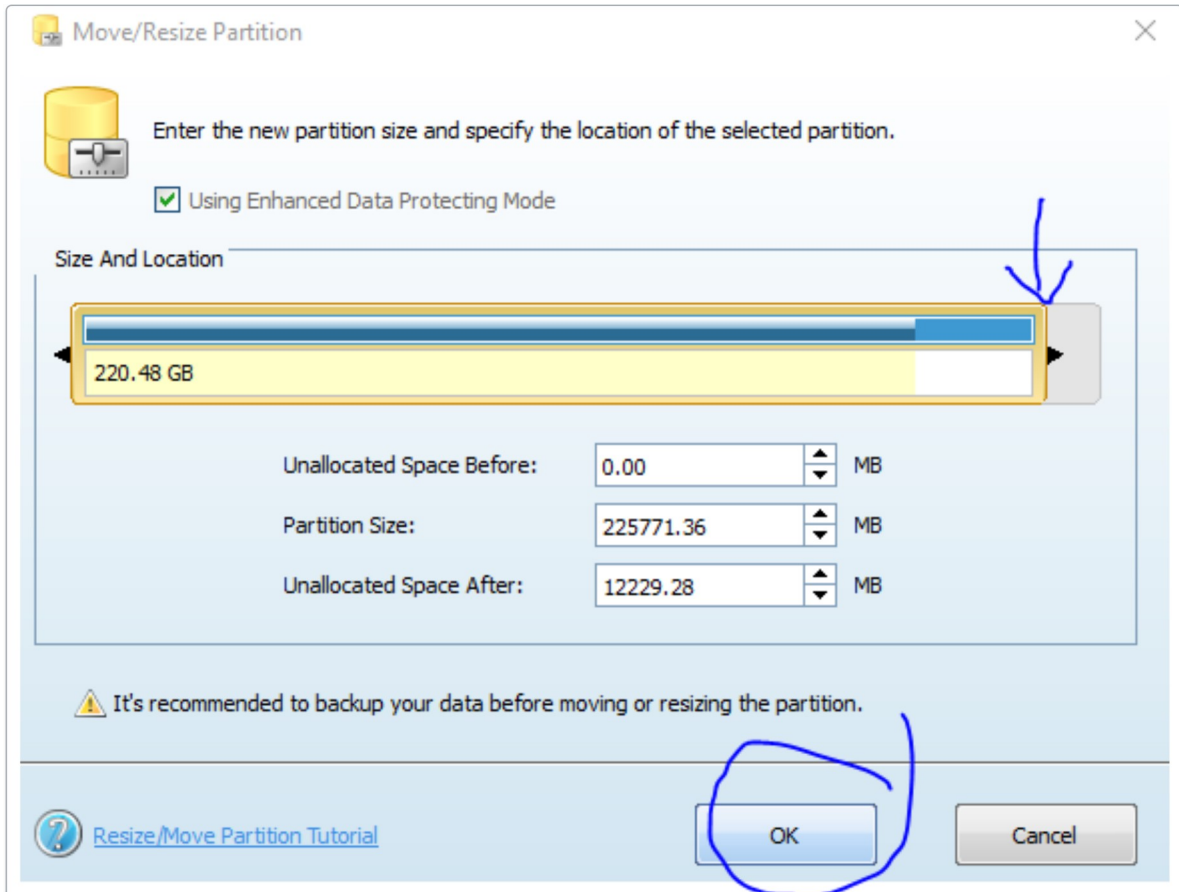 Move/Resize Partition
Enter the new partition size and specify the location of the selected partition.
Using Enhanced Data Protecting Mode
Size And Location
220.48 GB
Unallocated Space Before: 0.00 MB
Partition Size: 225771.36 MB
Unallocated Space After: 12229.28 MB
It's recommended to backup your data before moving or resizing the partition.
Resize/Move Partition Tutorial OK Cancel